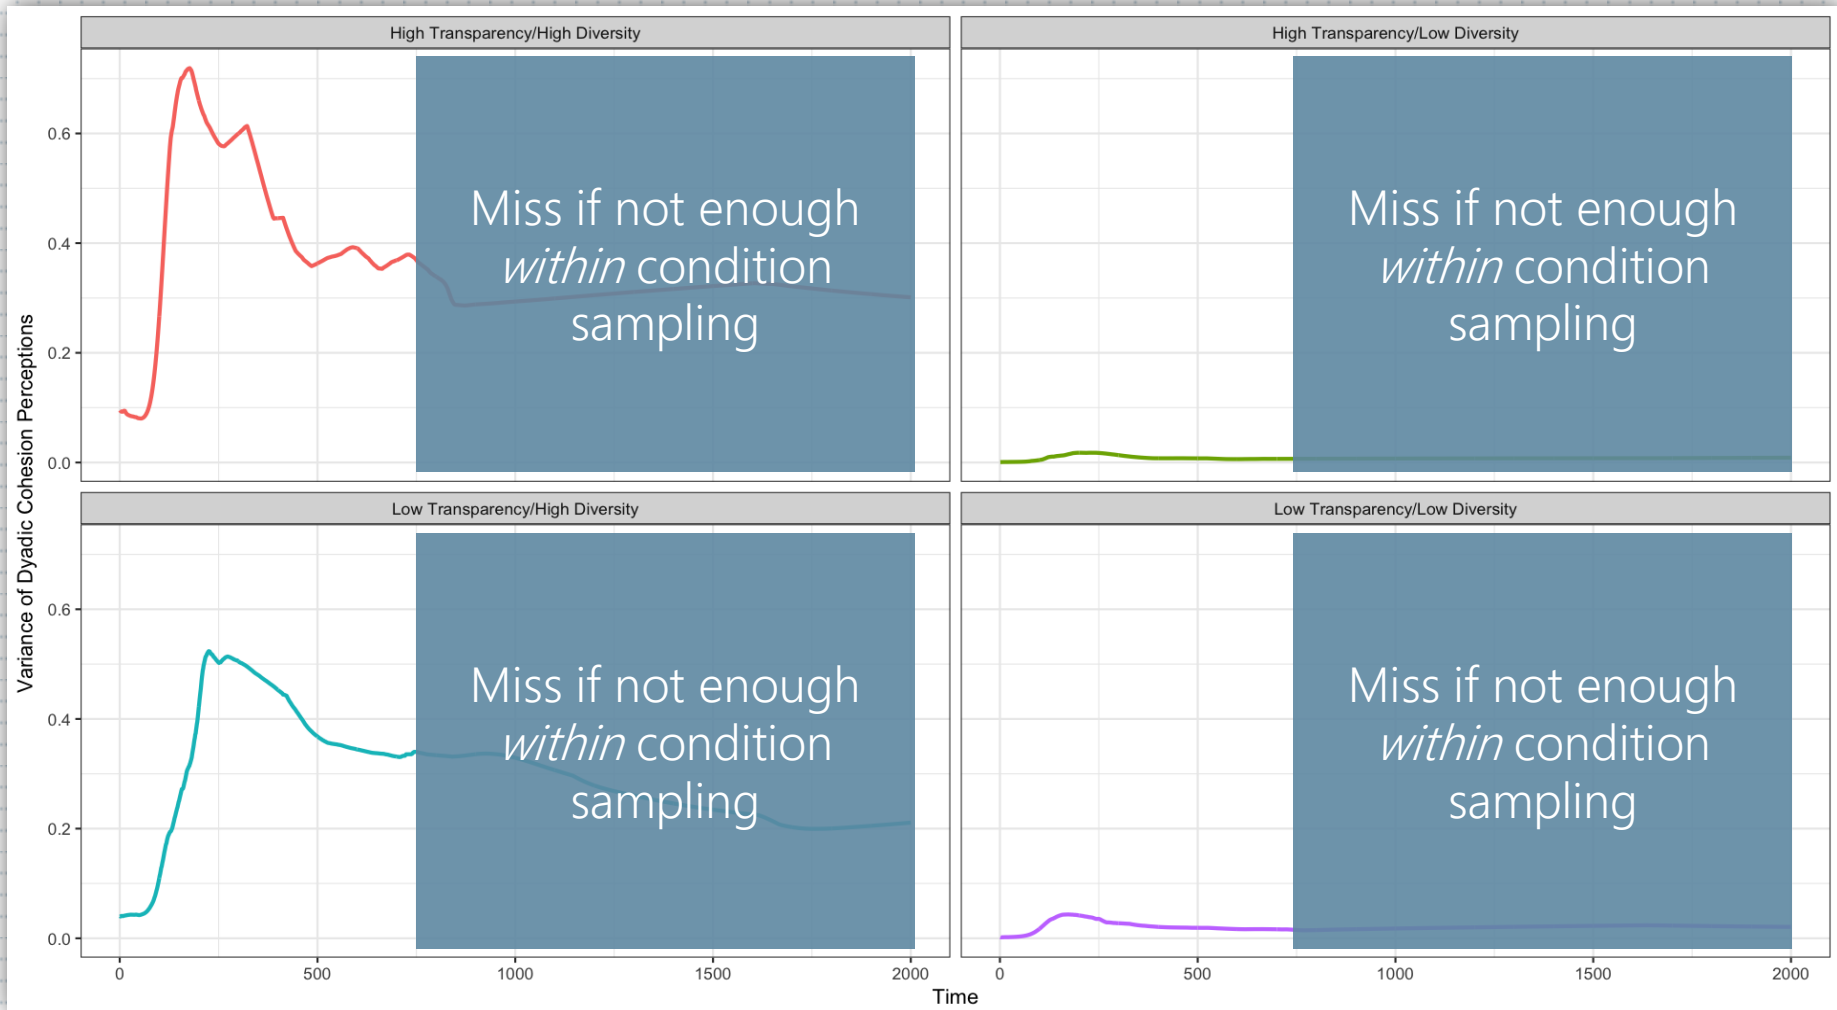 High Transparency/High Diversity
High Transparency/Low Diversity
Variance of Dyadic Cohesion Perceptions
0.6
0.4
0.2
0.0
Miss if not enough
within condition
sampling
Miss if not enough
within condition
sampling
Low Transparency/High Diversity
Low Transparency/Low Diversity
0.6
0.4
0.2
0.0
Miss if not enough
within condition
sampling
Miss if not enough
within condition
sampling
0 500 1000 1500 2000
0 500 1000 1500 2000
Time